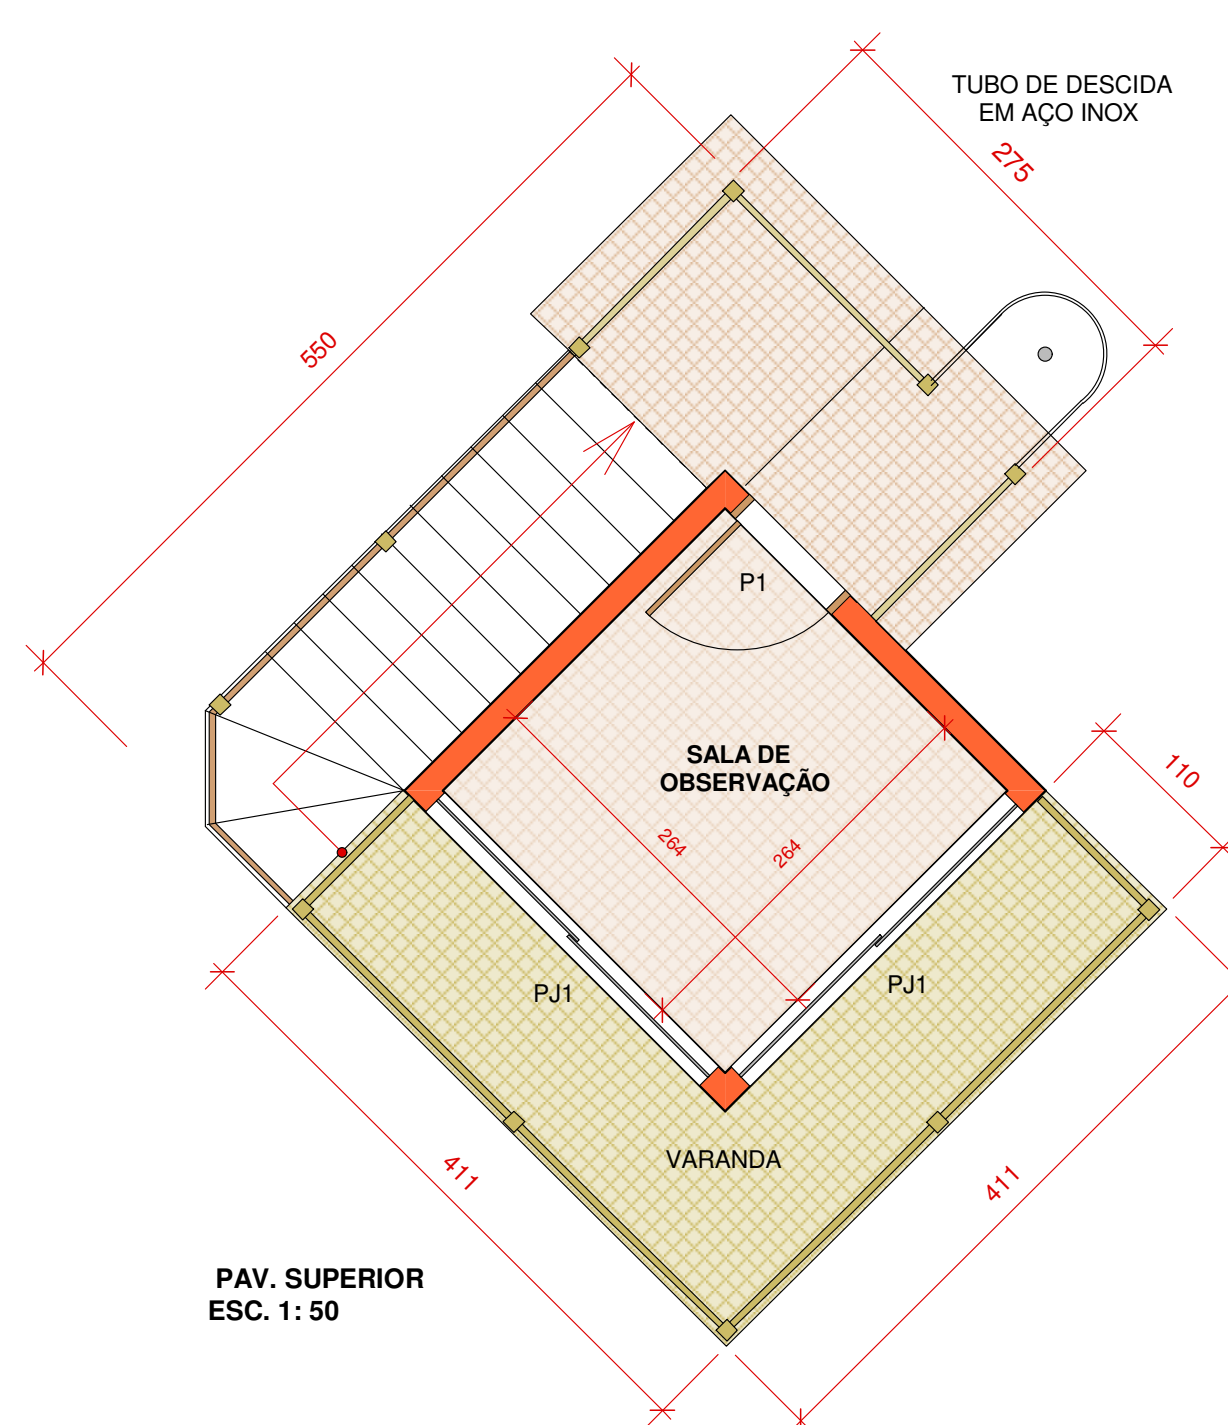 TUBO DE DESCIDA
EM AÇO INOX
275
550
P1
SALA DE
OBSERVAÇÃO
110
264
264
PJ1
PJ1
VARANDA
411
411
PAV. SUPERIOR
ESC. 1: 50